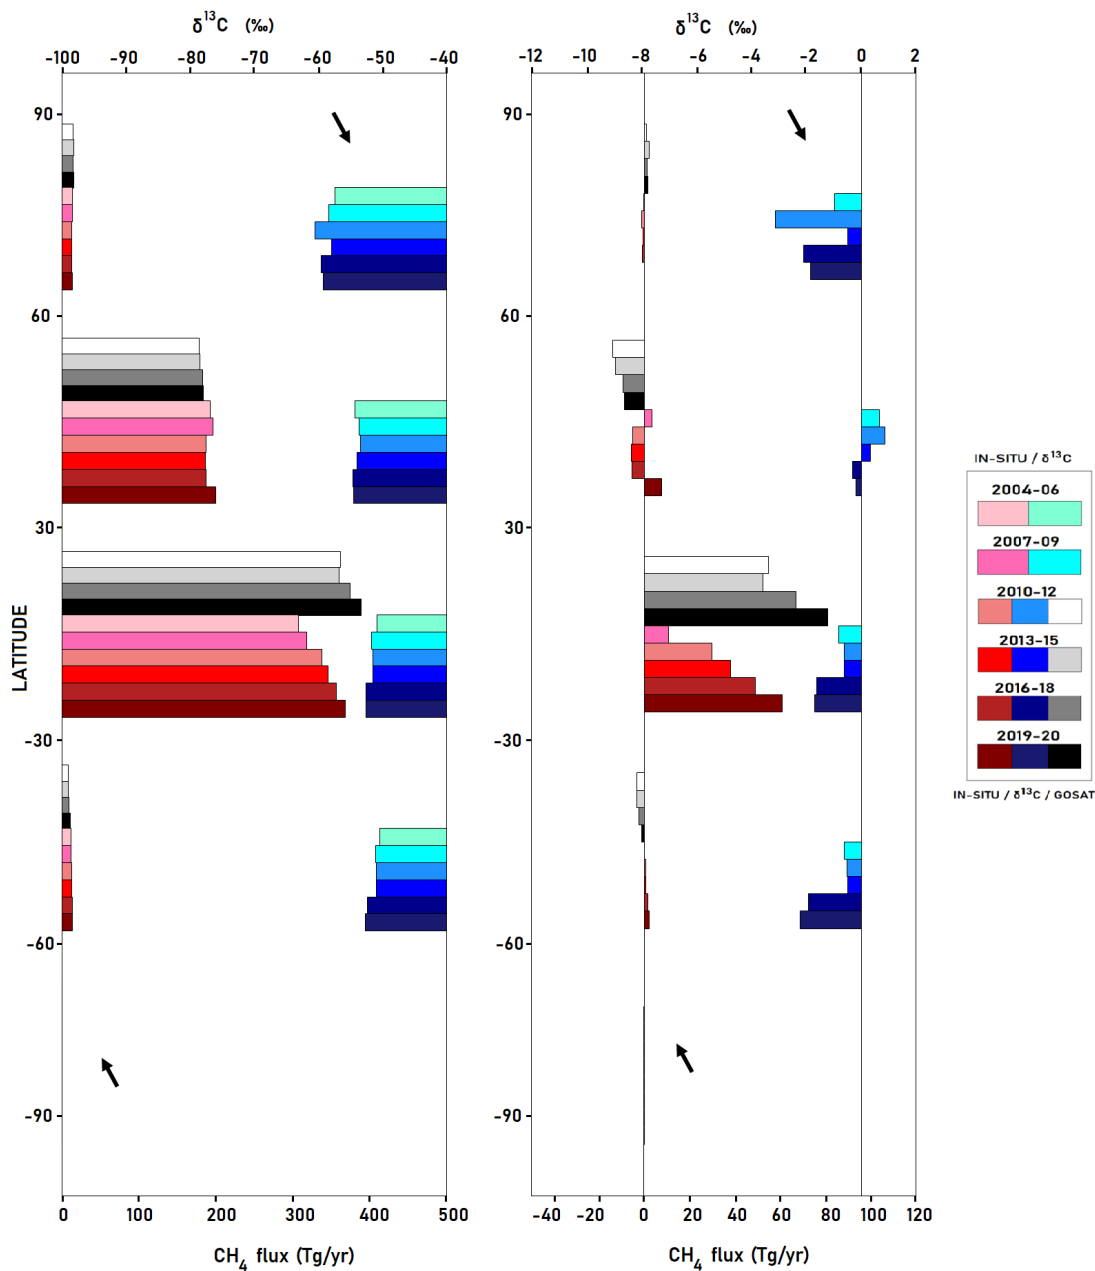 δ¹³C (‰)
-100 -90 -80 -70 -60 -50 -40
δ¹³C (‰)
-12 -10 -8 -6 -4 -2 0 2
LATITUDE
90
60
30
-30
-60
-90
90
60
30
-30
-60
-90
0 100 200 300 400 500
CH₄ flux (Tg/yr)
-40 -20 0 20 40 60 80 100 120
CH₄ flux (Tg/yr)
IN-SITU / δ¹³C
2004-06
2007-09
2010-12
2013-15
2016-18
2019-20
IN-SITU / δ¹³C / GOSAT